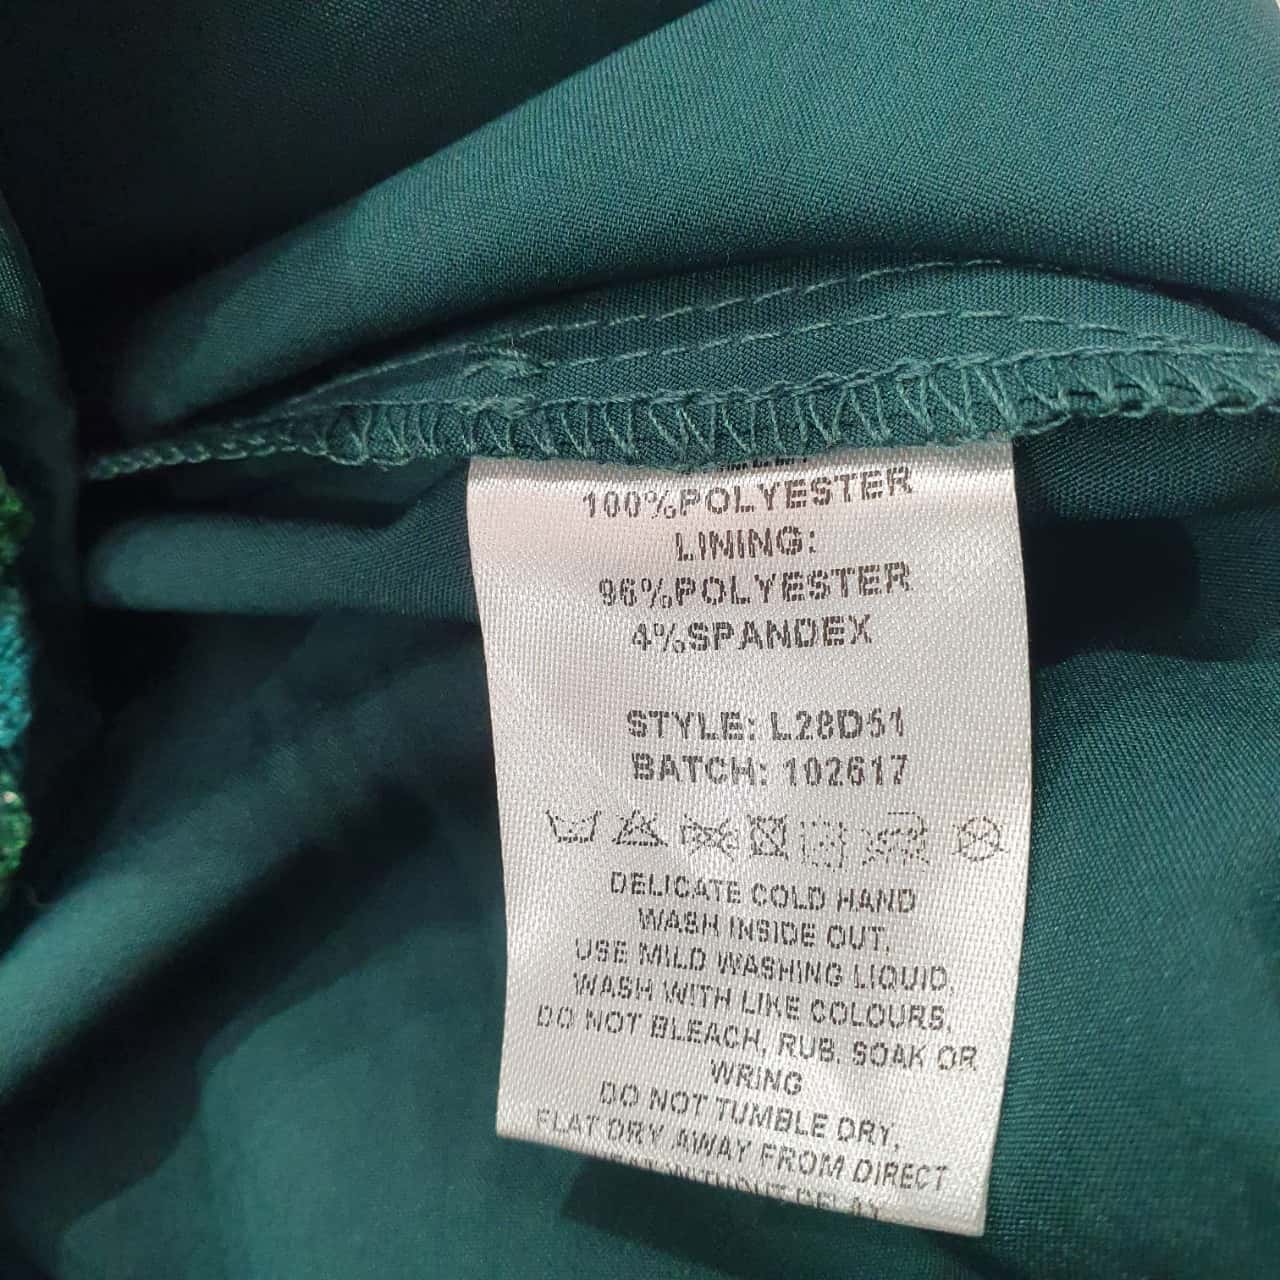 100%POLYESTER
LINING:
96%POLYESTER
4%SPANDEX
STYLE: L28D51
BATCH: 102617
DELICATE COLD HAND
WASH INSIDE OUT,
USE MILD WASHING LIQUID,
WASH WITH LIKE COLOURS,
DO NOT BLEACH, RUB, SOAK OR
WRING
DO NOT TUMBLE DRY,
FLAT DRY AWAY FROM DIRECT